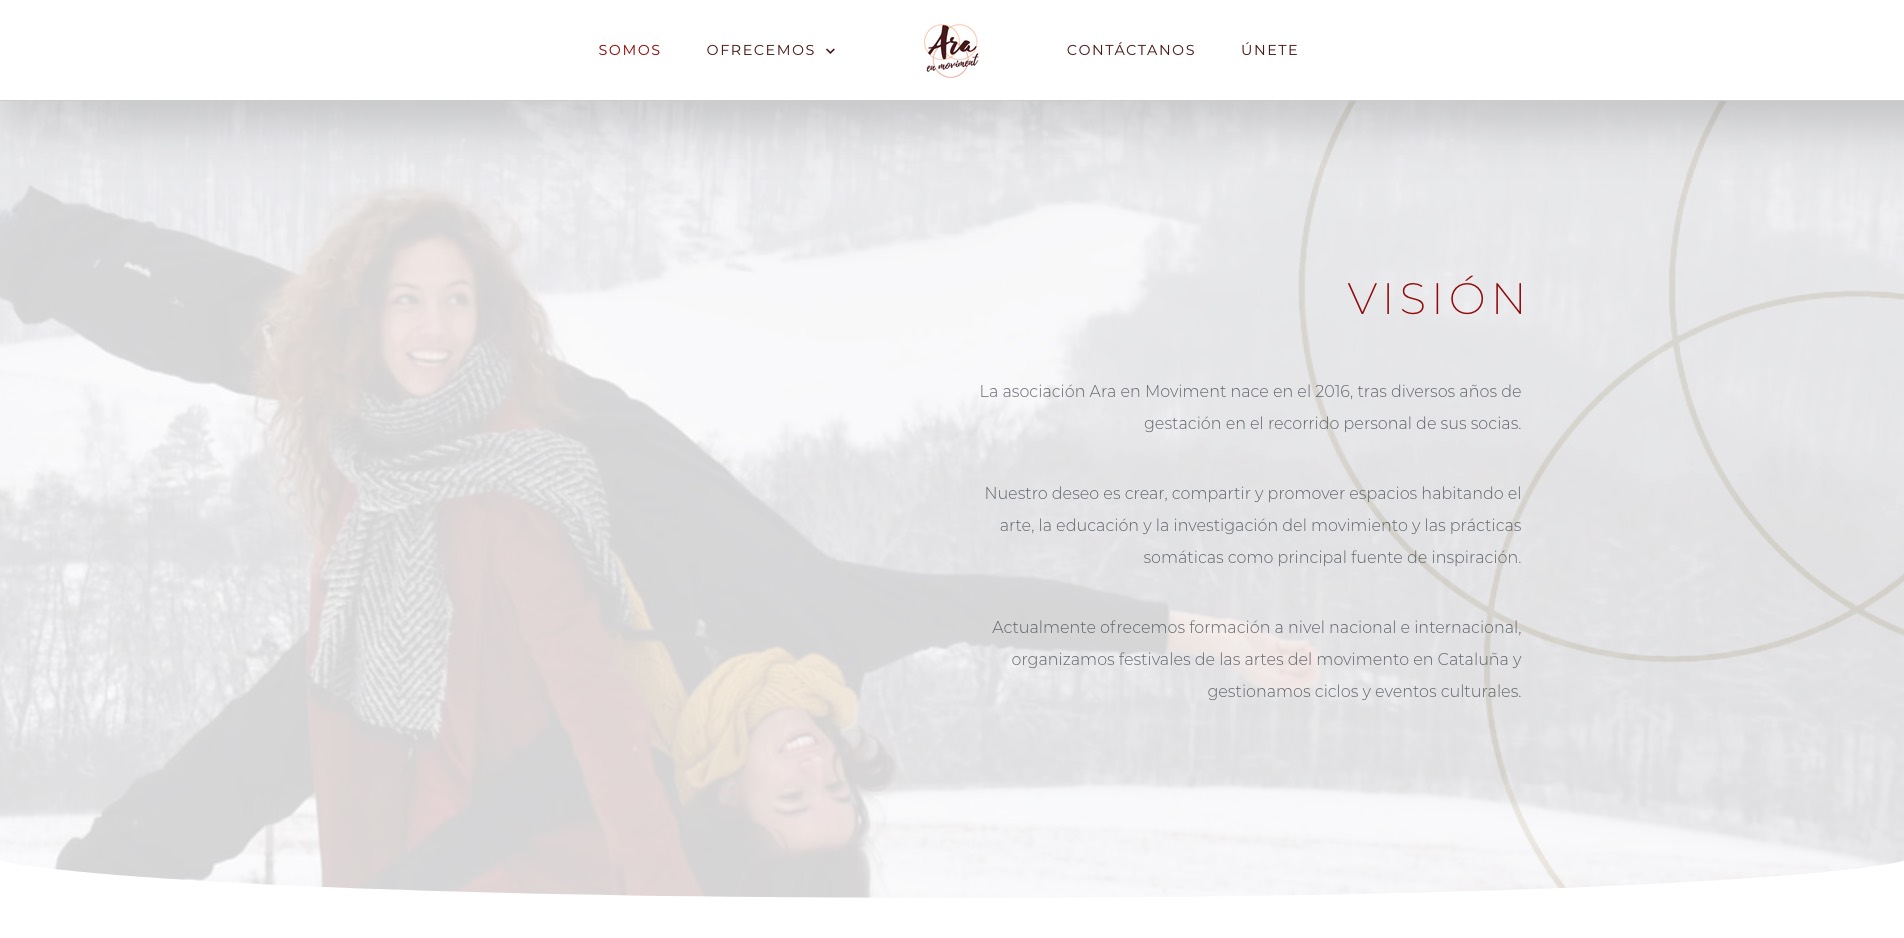 SOMOS
OFRECEMOS
Ara
en moviment
CONTÁCTANOS
ÚNETE
VISIÓN
La asociación Ara en Moviment nace en el 2016, tras diversos años de
gestación en el recorrido personal de sus socias.
Nuestro deseo es crear, compartir y promover espacios habitando el
arte, la educación y la investigación del movimiento y las prácticas
somáticas como principal fuente de inspiración.
Actualmente ofrecemos formación a nivel nacional e internacional,
organizamos festivales de las artes del movimento en Cataluña y
gestionamos ciclos y eventos culturales.